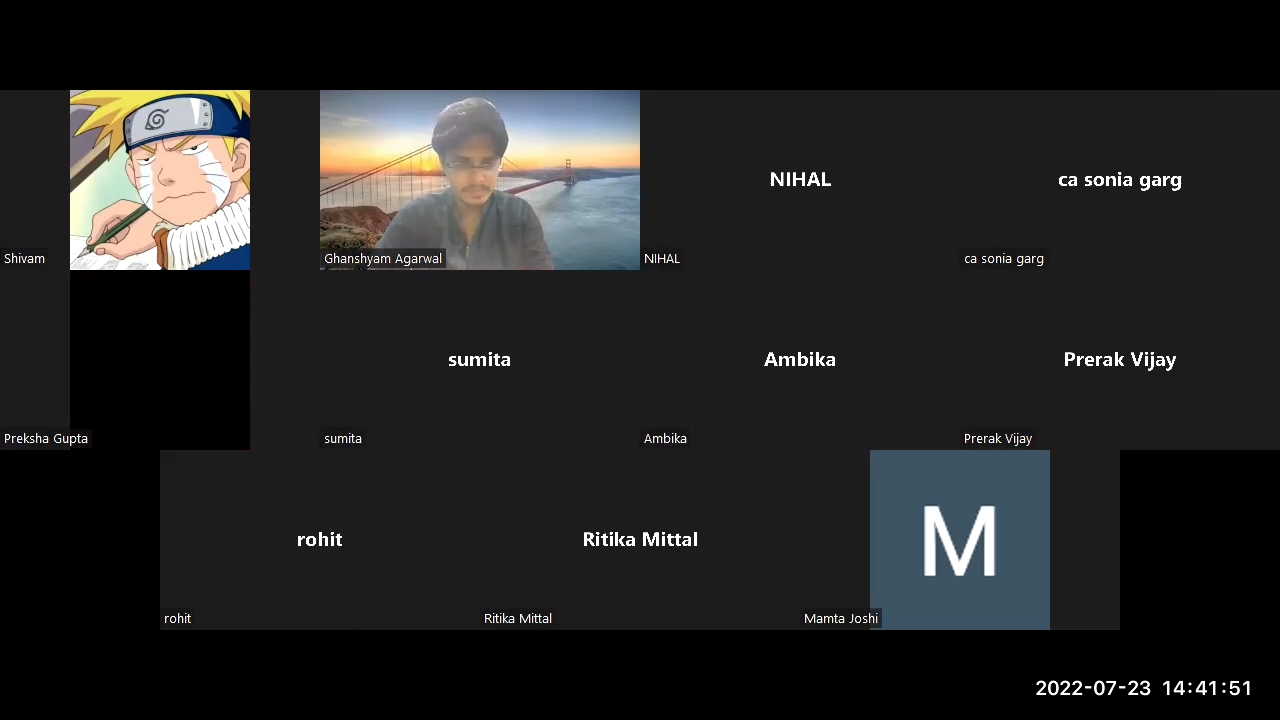 NIHAL
ca sonia garg
Shivam
Ghanshyam Agarwal
NIHAL
ca sonia garg
sumita
Ambika
Prerak Vijay
Preksha Gupta
sumita
Ambika
Prerak Vijay
rohit
Ritika Mittal
M
rohit
Ritika Mittal
Mamta Joshi
2022-07-23 14:41:51